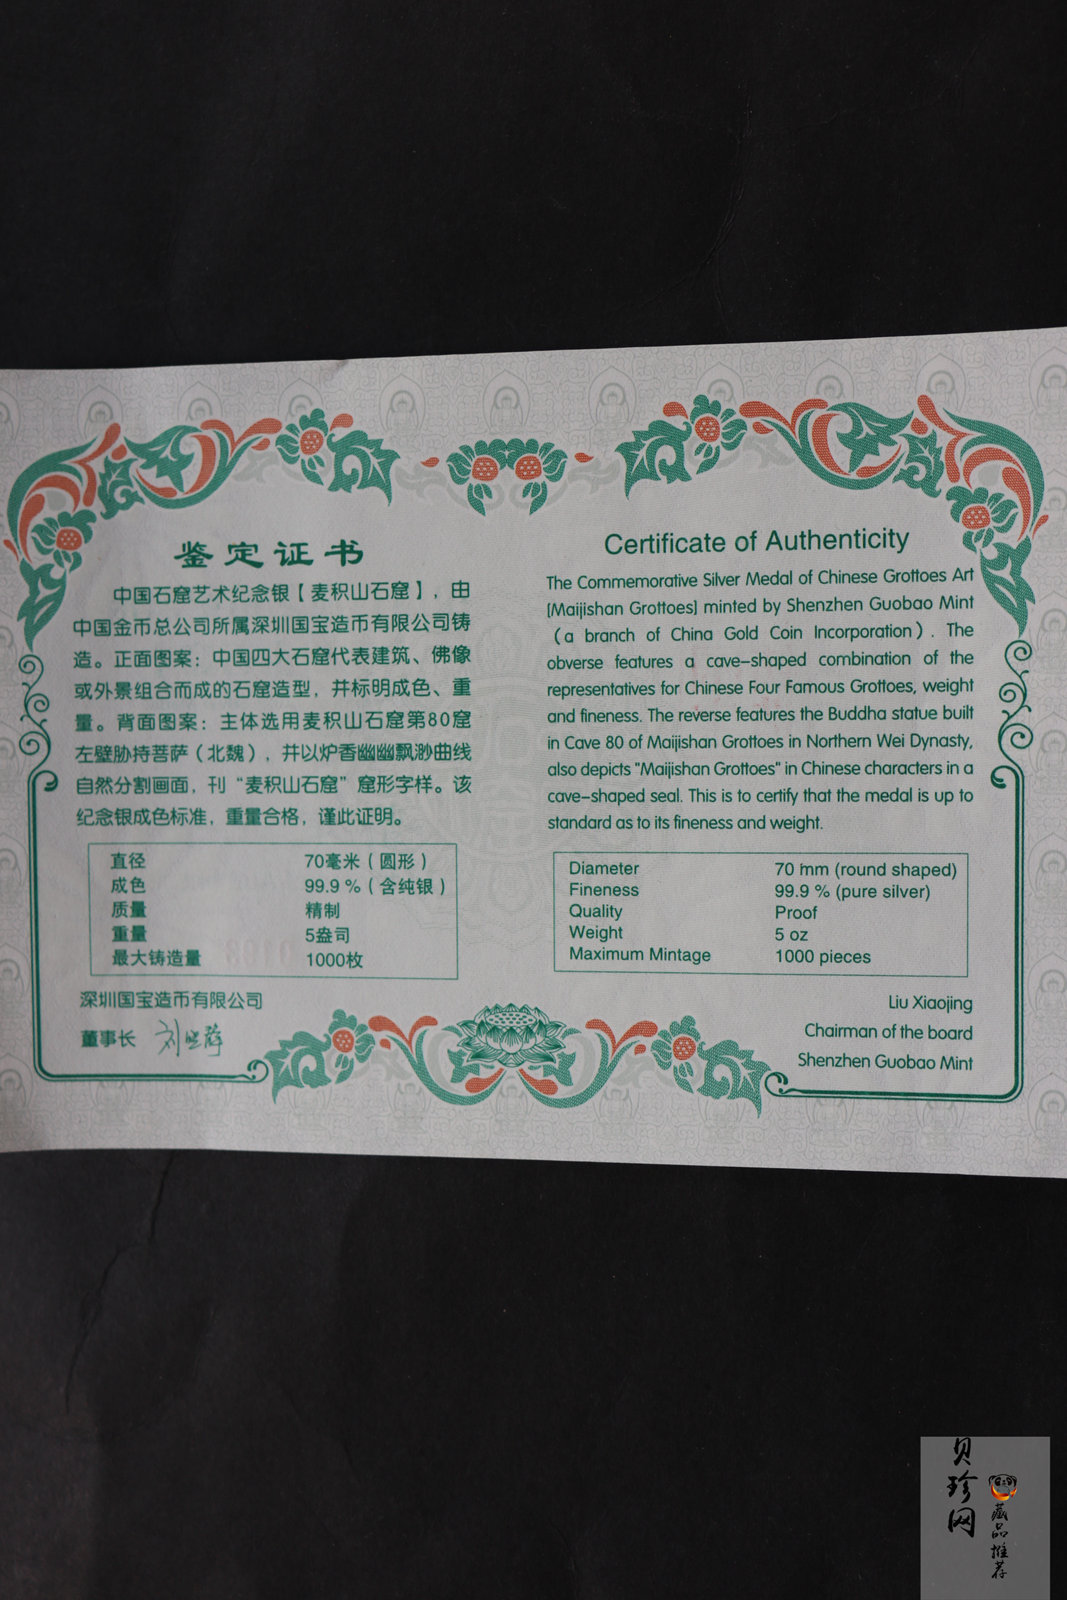 鉴定证书
中国石窟艺术纪念银【麦积山石窟】，由
中国金币总公司所属深圳国宝造币有限公司铸
造。正面图案：中国四大石窟代表建筑、佛像
或外景组合而成的石窟造型，并标明成色、重
量。背面图案：主体选用麦积山石窟第80窟
左壁胁持菩萨（北魏），并以炉香幽幽飘渺曲线
自然分割画面，刊“麦积山石窟”窟形字样。该
纪念银成色标准，重量合格，谨此证明。
直径 70毫米（圆形）
成色 99.9%（含纯银）
质量 精制
重量 5盎司
最大铸造量 1000枚
深圳国宝造币有限公司
董事长
Certificate of Authenticity
The Commemorative Silver Medal of Chinese Grottoes Art
[Maijishan Grottoes] minted by Shenzhen Guobao Mint
(a branch of China Gold Coin Incorporation). The
obverse features a cave-shaped combination of the
representatives for Chinese Four Famous Grottoes, weight
and fineness. The reverse features the Buddha statue built
in Cave 80 of Maijishan Grottoes in Northern Wei Dynasty,
also depicts "Maijishan Grottoes" in Chinese characters in a
cave-shaped seal. This is to certify that the medal is up to
standard as to its fineness and weight.
Diameter 70 mm (round shaped)
Fineness 99.9 % (pure silver)
Quality Proof
Weight 5 oz
Maximum Mintage 1000 pieces
Liu Xiaojing
Chairman of the board
Shenzhen Guobao Mint
贝珍网
藏品推荐